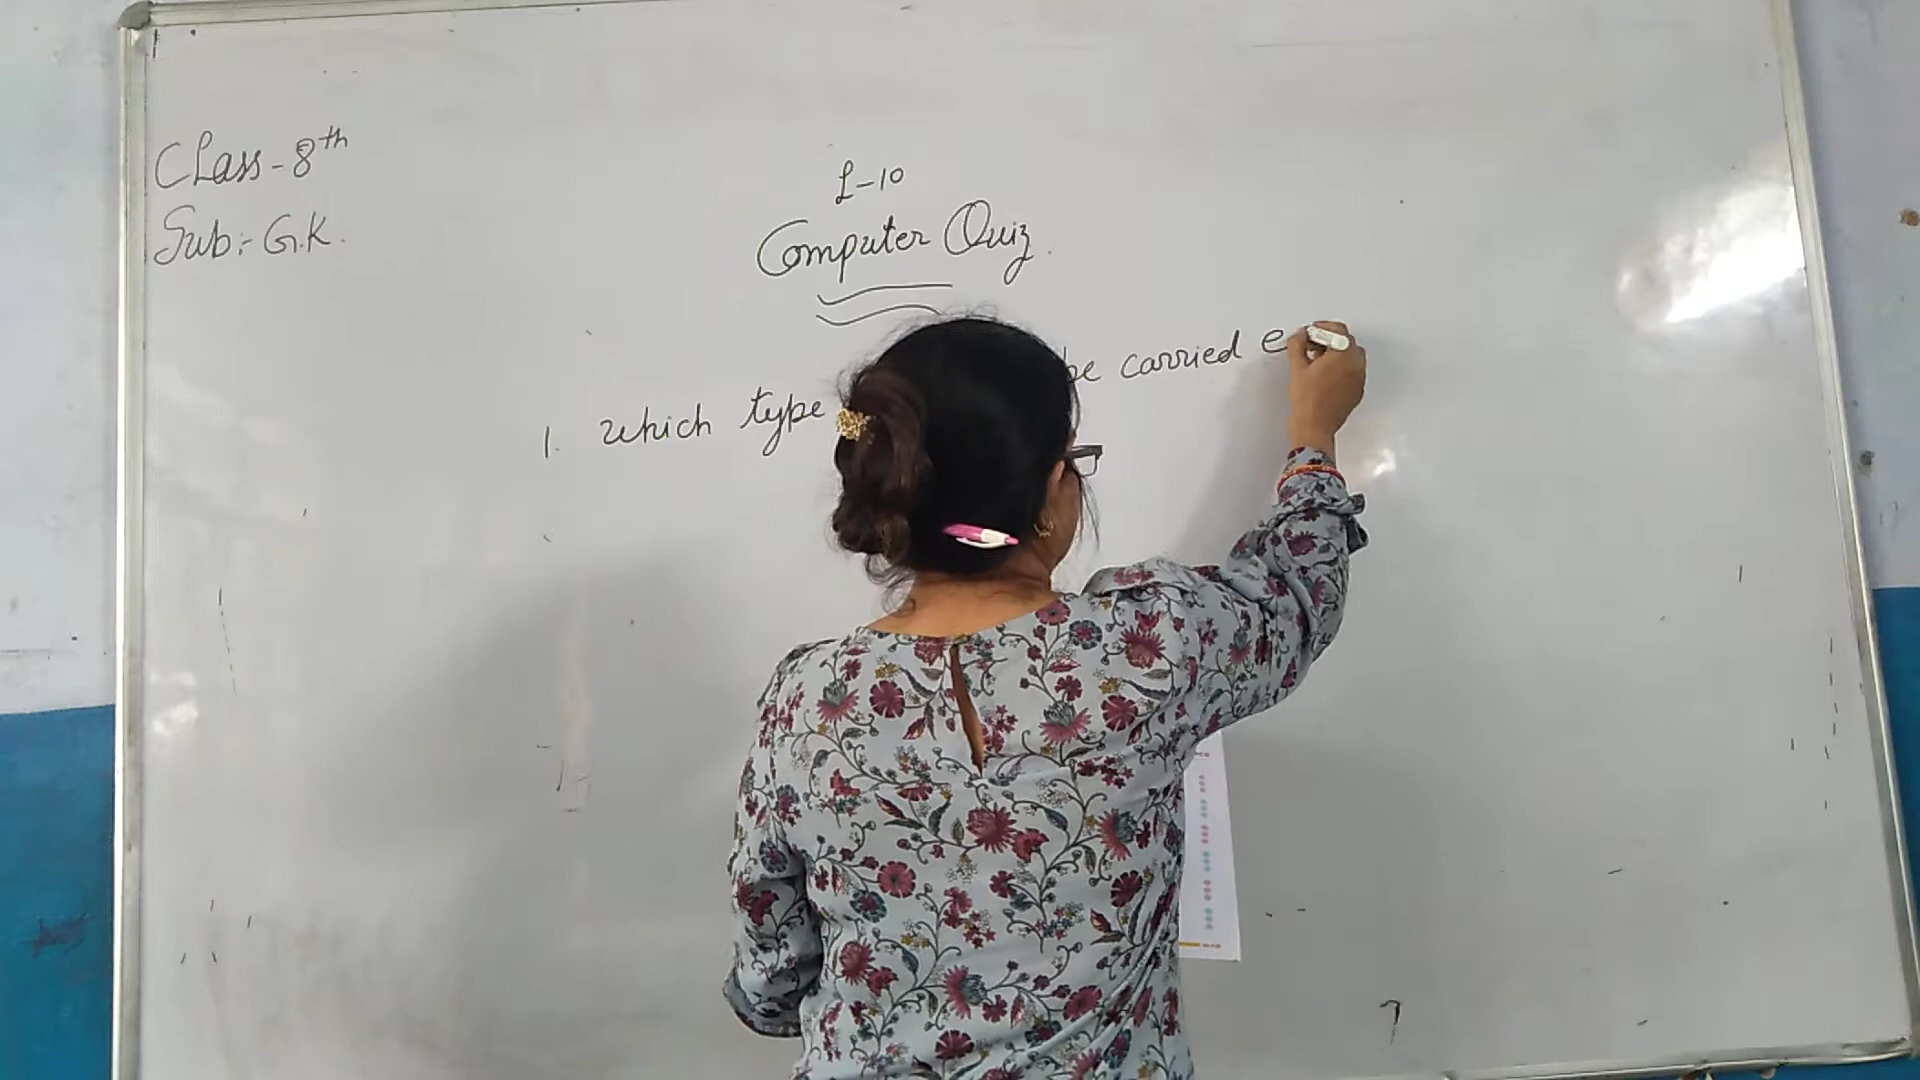 Class-8th
Sub:- G.K.
L-10
Computer Quiz.
1. which type be carried e